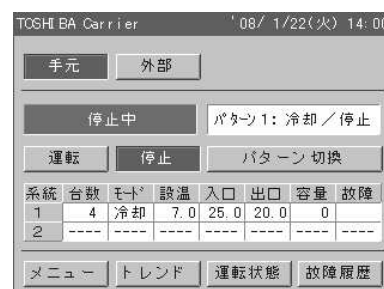 TOSHIBA Carrier '08/ 1/22(火) 14:00
手元 外部
停止中 パターン1: 冷却／停止
運転 停止 パターン切換
系統 台数 モード 設温 入口 出口 容量 故障
1 4 冷却 7.0 25.0 20.0 0
2 ---- ---- ---- ---- ---- ---- ----
メニュー トレンド 運転状態 故障履歴